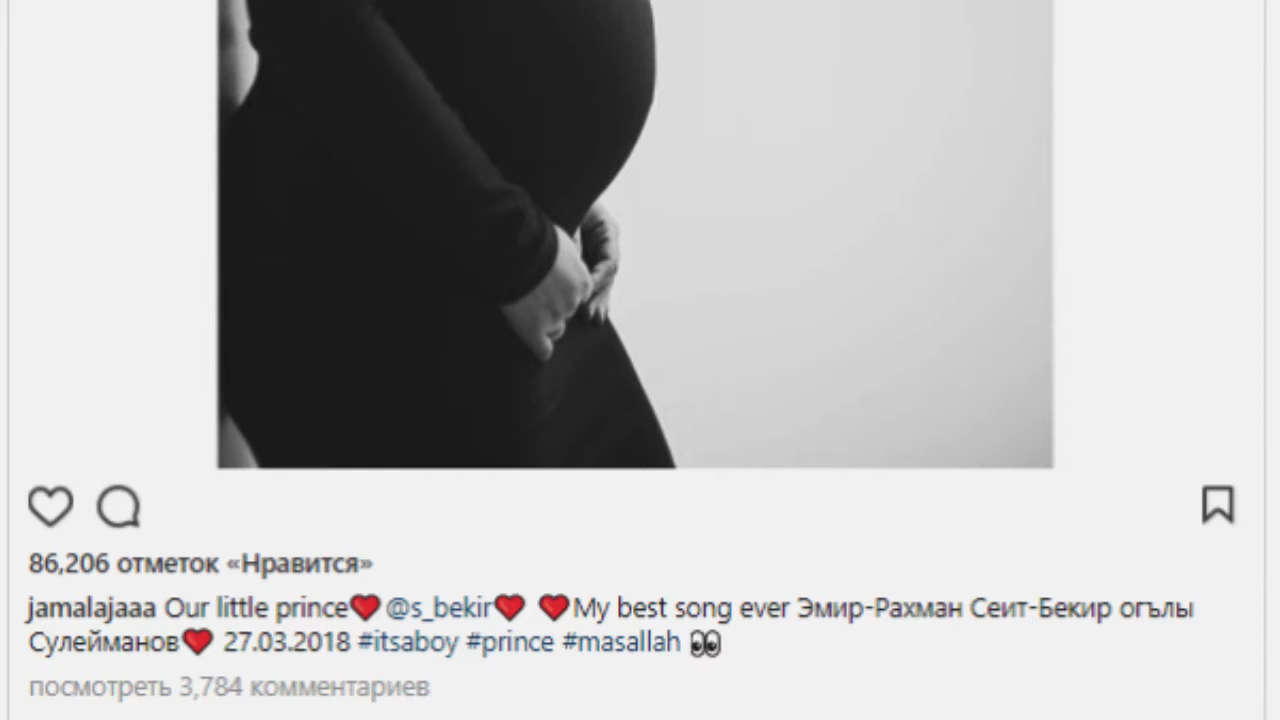 86,206 отметок «Нравится»
jamalajaaa Our little prince❤️@s_bekir❤️ ❤️My best song ever Эмир-Рахман Сеит-Бекир огълы
Сулейманов❤️ 27.03.2018 #itsaboy #prince #masallah 👀
посмотреть 3,784 комментариев